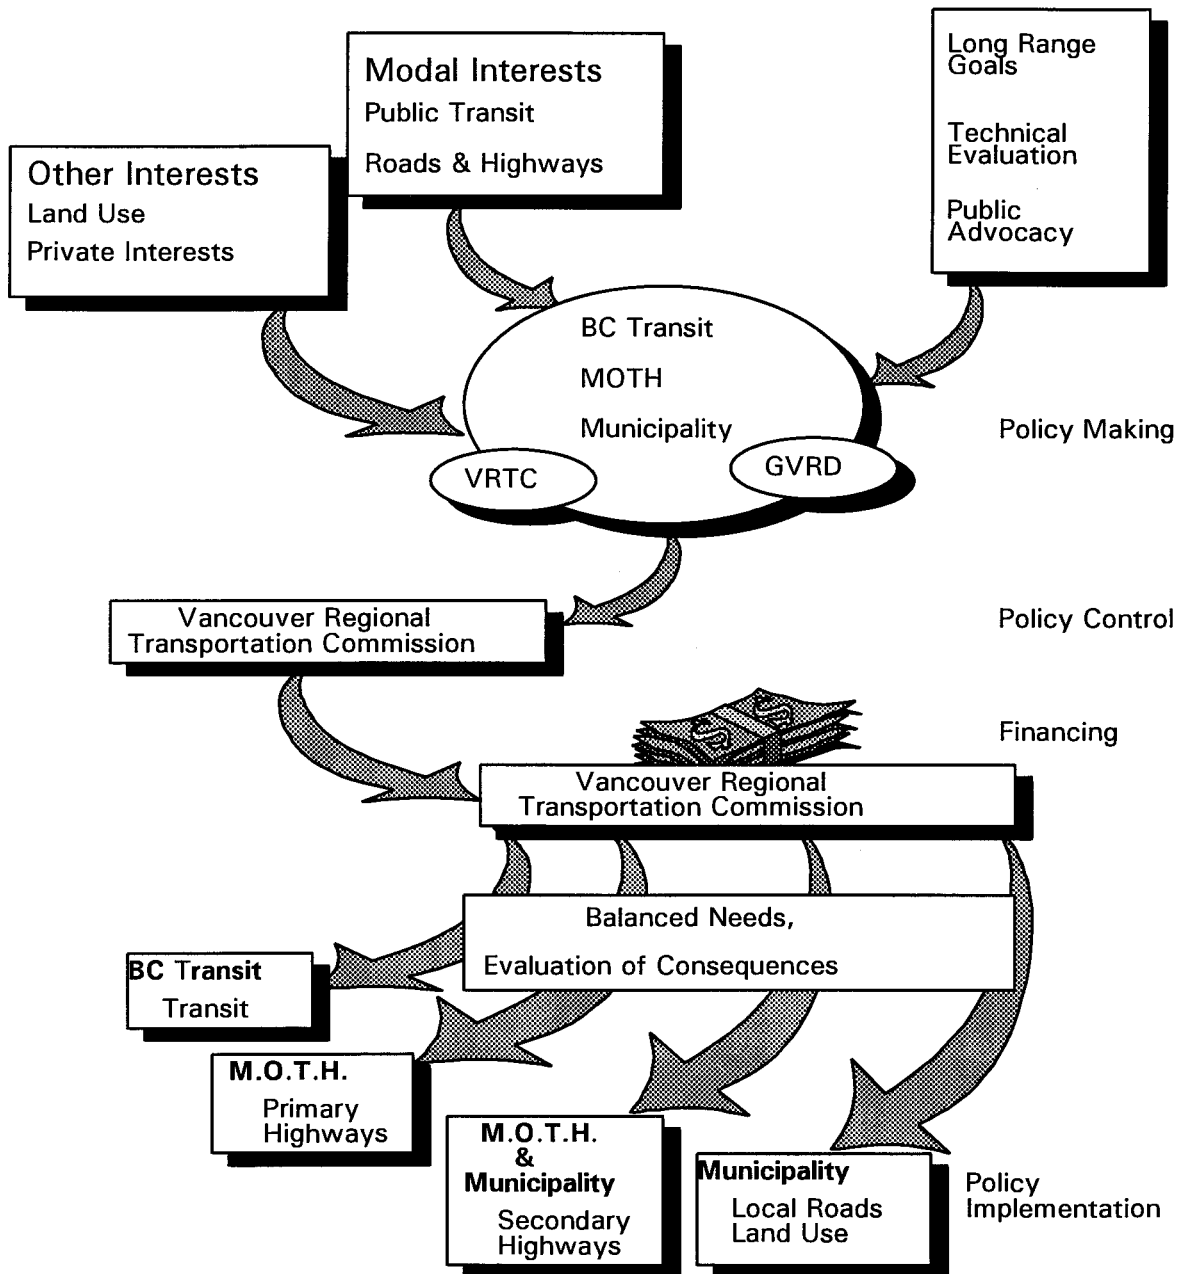 Modal Interests
Public Transit
Roads & Highways
Other Interests
Land Use
Private Interests
Long Range
Goals
Technical
Evaluation
Public
Advocacy
BC Transit
MOTH
Municipality
VRTC
GVRD
Policy Making
Vancouver Regional
Transportation Commission
Policy Control
Financing
Vancouver Regional
Transportation Commission
Balanced Needs,
Evaluation of Consequences
BC Transit
Transit
M.O.T.H.
Primary
Highways
M.O.T.H.
&
Municipality
Secondary
Highways
Municipality
Local Roads
Land Use
Policy
Implementation